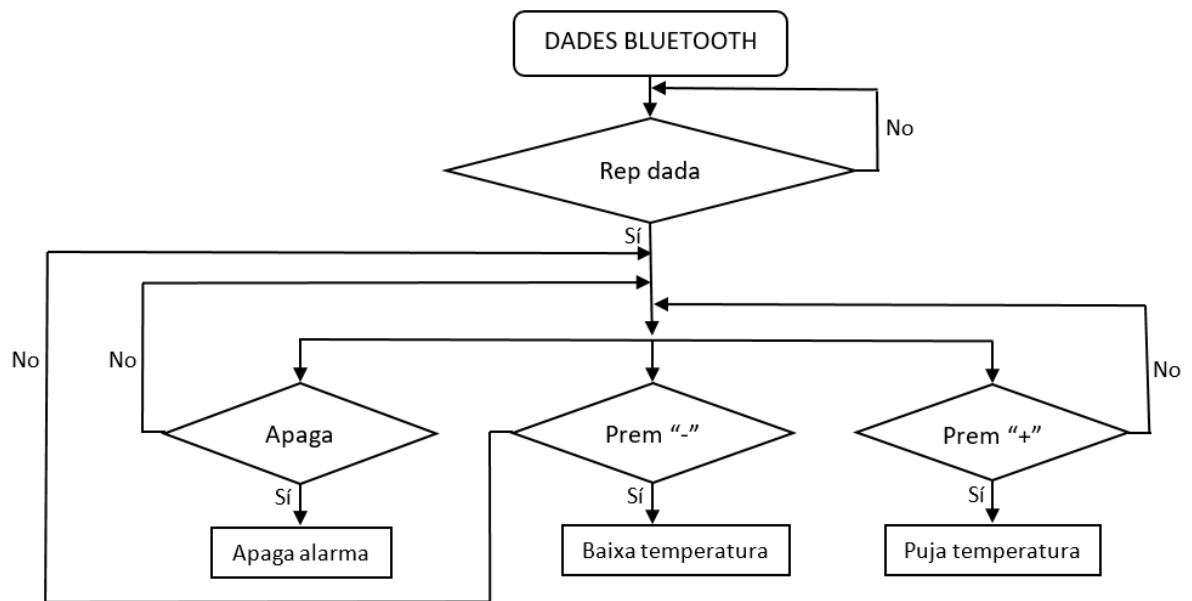 DADES BLUETOOTH
No
Rep dada
Sí
No
No
No
Apaga
Prem “-”
Prem “+”
Sí
Sí
Sí
Apaga alarma
Baixa temperatura
Puja temperatura